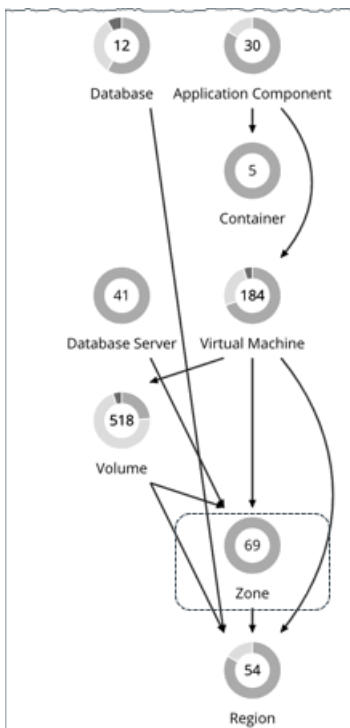 12 30
Database Application Component
5
Container
41 184
Database Server Virtual Machine
518
Volume
69
Zone
54
Region